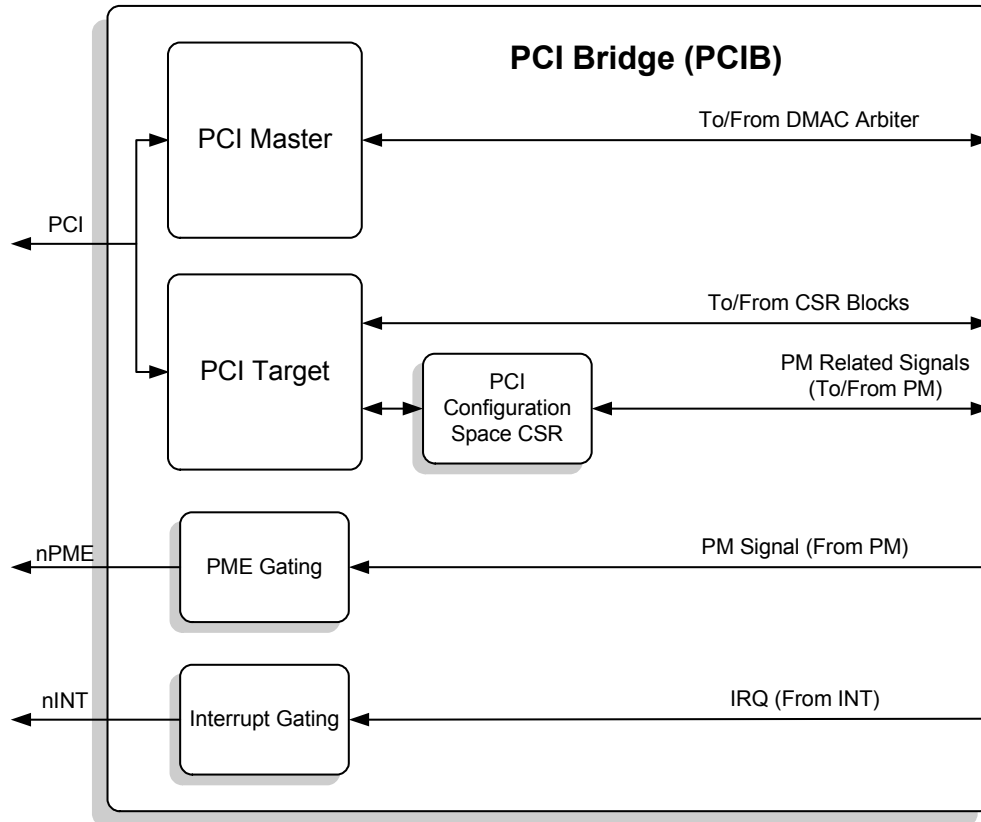 PCI Bridge (PCIB)
PCI Master
To/From DMAC Arbiter
PCI
PCI Target
To/From CSR Blocks
PCI
Configuration
Space CSR
PM Related Signals
(To/From PM)
nPME
PME Gating
PM Signal (From PM)
nINT
Interrupt Gating
IRQ (From INT)